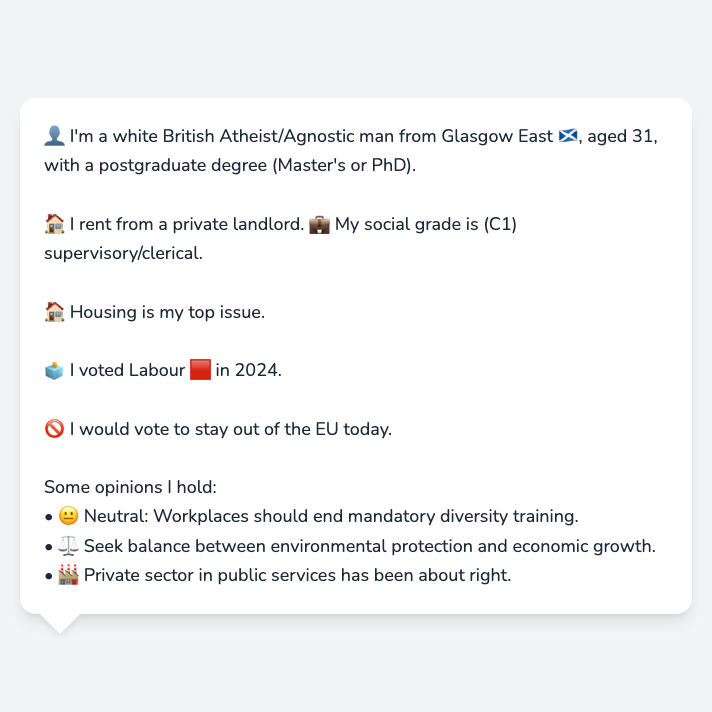 👤 I'm a white British Atheist/Agnostic man from Glasgow East 🏴󠁧󠁢󠁳󠁣󠁴󠁿, aged 31,
with a postgraduate degree (Master's or PhD).
🏠 I rent from a private landlord. 💼 My social grade is (C1)
supervisory/clerical.
🏠 Housing is my top issue.
🗳️ I voted Labour 🟥 in 2024.
🚫 I would vote to stay out of the EU today.
Some opinions I hold:
• 😐 Neutral: Workplaces should end mandatory diversity training.
• ⚖️ Seek balance between environmental protection and economic growth.
• 🏭 Private sector in public services has been about right.